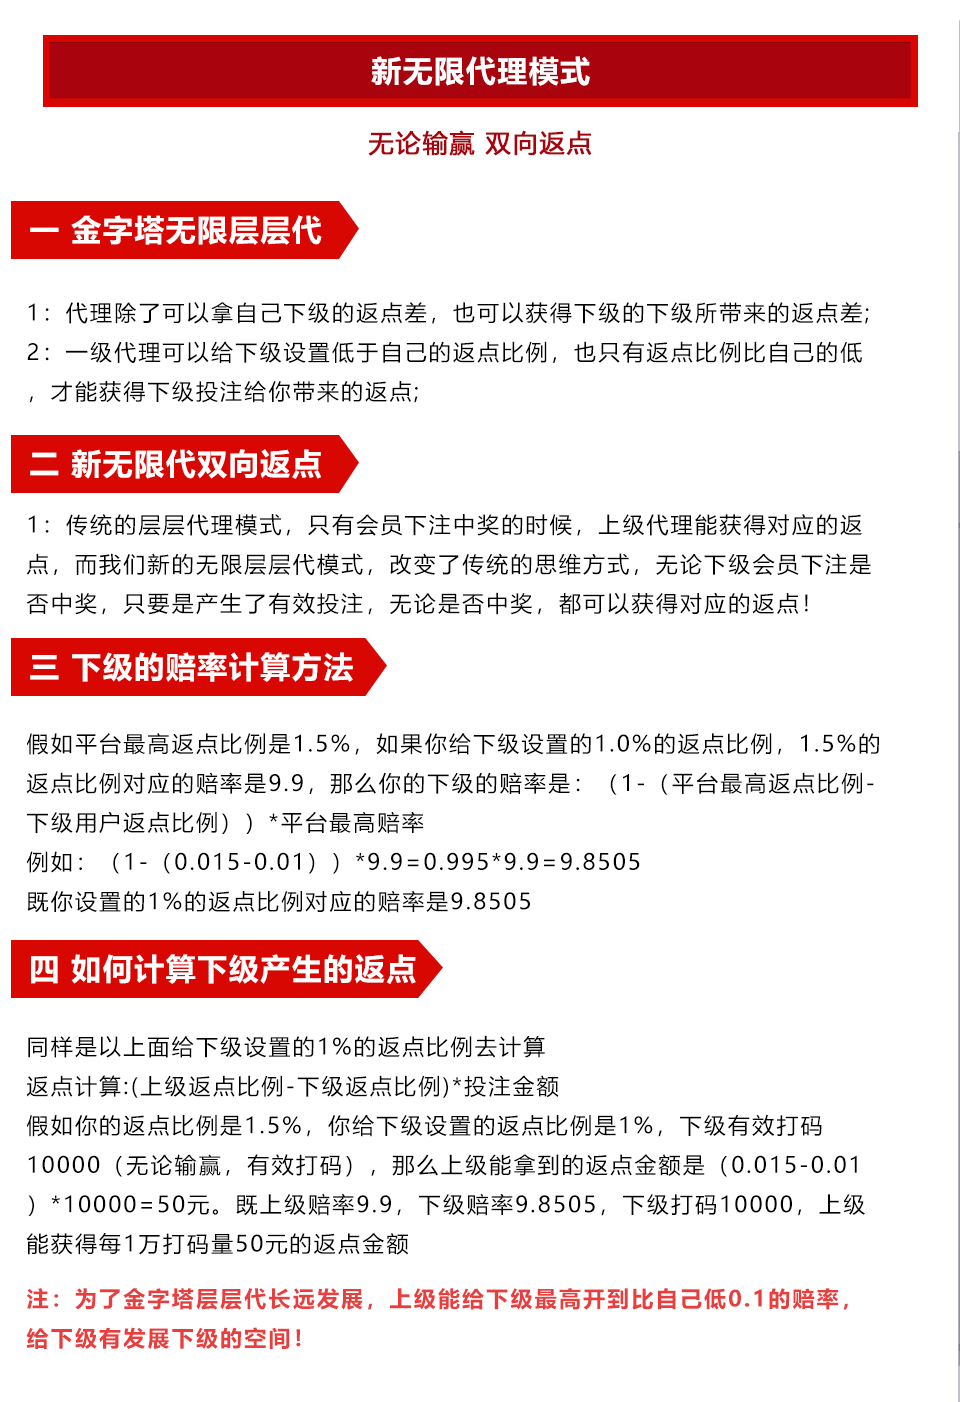 新无限代理模式
无论输赢 双向返点
一 金字塔无限层层代
1：代理除了可以拿自己下级的返点差，也可以获得下级的下级所带来的返点差;
2：一级代理可以给下级设置低于自己的返点比例，也只有返点比例比自己的低
，才能获得下级投注给你带来的返点;
二 新无限代双向返点
1：传统的层层代理模式，只有会员下注中奖的时候，上级代理能获得对应的返
点，而我们新的无限层层代模式，改变了传统的思维方式，无论下级会员下注是
否中奖，只要是产生了有效投注，无论是否中奖，都可以获得对应的返点！
三 下级的赔率计算方法
假如平台最高返点比例是1.5%，如果你给下级设置的1.0%的返点比例，1.5%的
返点比例对应的赔率是9.9，那么你的下级的赔率是：（1-（平台最高返点比例-
下级用户返点比例））*平台最高赔率
例如：（1-（0.015-0.01））*9.9=0.995*9.9=9.8505
既你设置的1%的返点比例对应的赔率是9.8505
四 如何计算下级产生的返点
同样是以上面给下级设置的1%的返点比例去计算
返点计算:(上级返点比例-下级返点比例)*投注金额
假如你的返点比例是1.5%，你给下级设置的返点比例是1%，下级有效打码
10000（无论输赢，有效打码），那么上级能拿到的返点金额是（0.015-0.01
）*10000=50元。既上级赔率9.9，下级赔率9.8505，下级打码10000，上级
能获得每1万打码量50元的返点金额
注：为了金字塔层层代长远发展，上级能给下级最高开到比自己低0.1的赔率，
给下级有发展下级的空间！